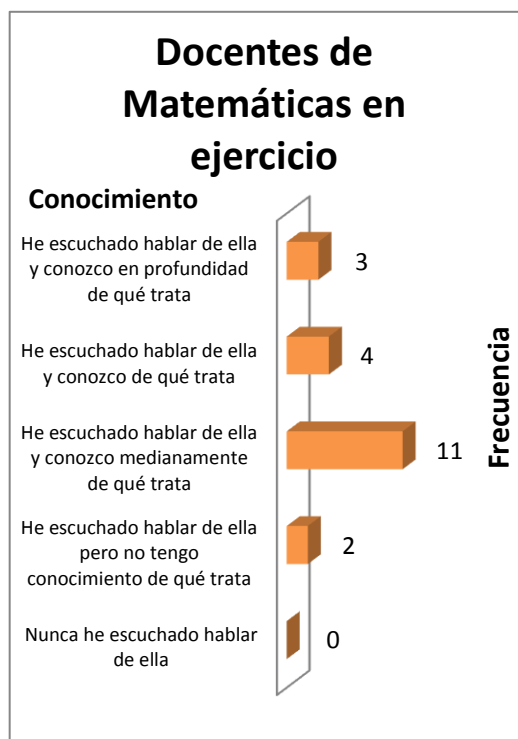 Docentes de
Matemáticas en
ejercicio
Conocimiento
He escuchado hablar de ella
y conozco en profundidad
de qué trata
3
He escuchado hablar de ella
y conozco de qué trata
4
He escuchado hablar de ella
y conozco medianamente
de qué trata
11
He escuchado hablar de ella
pero no tengo
conocimiento de qué trata
2
Nunca he escuchado hablar
de ella
0
Frecuencia